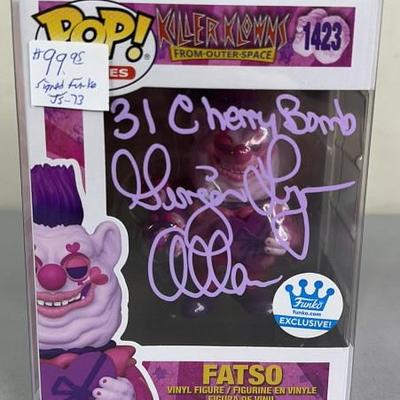 POP!
KILLER KLOWNS
FROM-OUTER-SPACE
1423
$99.95
Signed Funko
JS-73
31 Cherry Bomb
Allan
Funko
funko.com
EXCLUSIVE!
FATSO
VINYL FIGURE / FIGURINE EN VINYLE
FIGURA DE VINIL